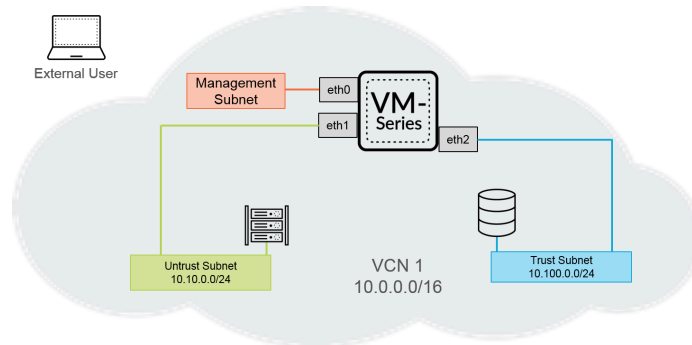 External User
Management
Subnet
eth0
eth1
VM-
Series
eth2
Untrust Subnet
10.10.0.0/24
VCN 1
10.0.0.0/16
Trust Subnet
10.100.0.0/24